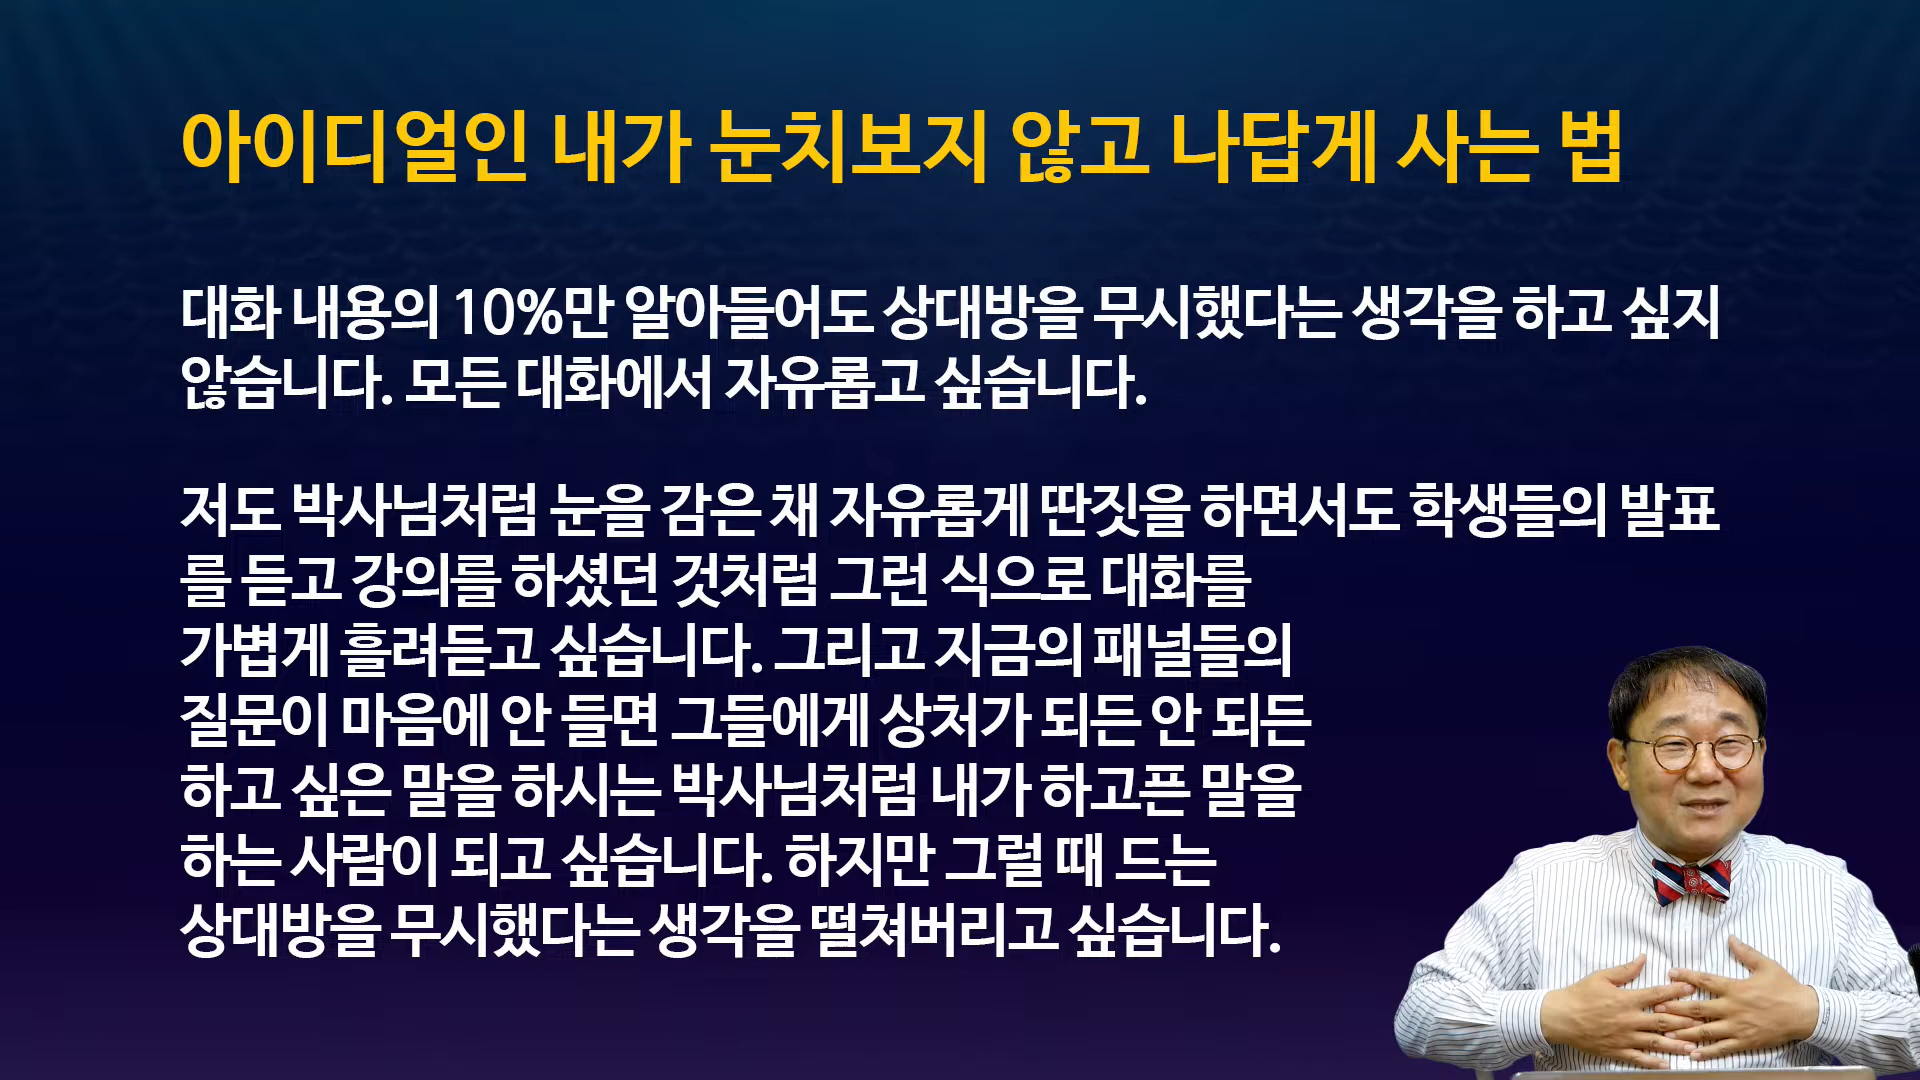 아이디얼인 내가 눈치보지 않고 나답게 사는 법
대화 내용의 10%만 알아들어도 상대방을 무시했다는 생각을 하고 싶지
않습니다. 모든 대화에서 자유롭고 싶습니다.
저도 박사님처럼 눈을 감은 채 자유롭게 딴짓을 하면서도 학생들의 발표
를 듣고 강의를 하셨던 것처럼 그런 식으로 대화를
가볍게 흘려듣고 싶습니다. 그리고 지금의 패널들의
질문이 마음에 안 들면 그들에게 상처가 되든 안 되든
하고 싶은 말을 하시는 박사님처럼 내가 하고픈 말을
하는 사람이 되고 싶습니다. 하지만 그럴 때 드는
상대방을 무시했다는 생각을 떨쳐버리고 싶습니다.